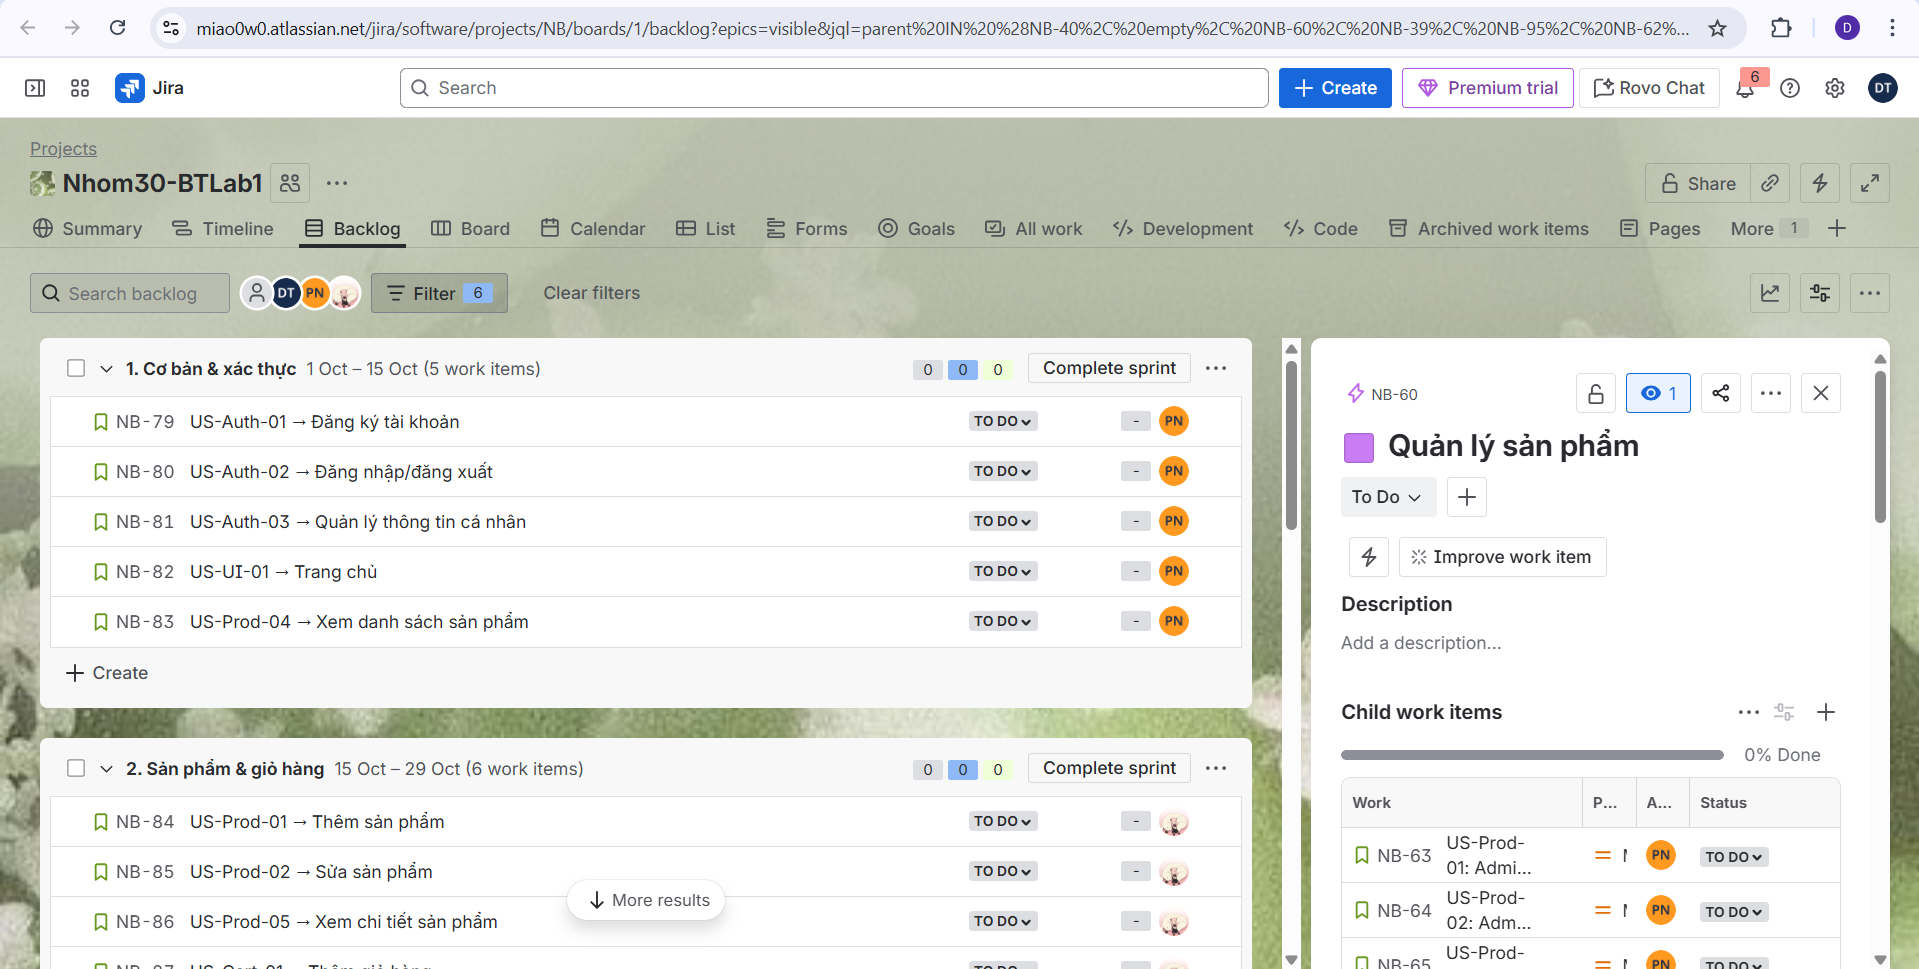 miao0w0.atlassian.net/jira/software/projects/NB/boards/1/backlog?epics=visible&jql=parent%20IN%20%28NB-40%2C%20empty%2C%20NB-60%2C%20NB-39%2C%20NB-95%2C%20NB-62%...
D
Jira
Search
Create
Premium trial
Rovo Chat
6
DT
Projects
Nhom30-BTLab1
Share
Summary
Timeline
Backlog
Board
Calendar
List
Forms
Goals
All work
Development
Code
Archived work items
Pages
More 1
Search backlog
DT
PN
Filter 6
Clear filters
1. Cơ bản & xác thực 1 Oct – 15 Oct (5 work items)
0 0 0
Complete sprint
NB-79 US-Auth-01 → Đăng ký tài khoản TO DO - PN
NB-80 US-Auth-02 → Đăng nhập/đăng xuất TO DO - PN
NB-81 US-Auth-03 → Quản lý thông tin cá nhân TO DO - PN
NB-82 US-UI-01 → Trang chủ TO DO - PN
NB-83 US-Prod-04 → Xem danh sách sản phẩm TO DO - PN
Create
2. Sản phẩm & giỏ hàng 15 Oct – 29 Oct (6 work items)
0 0 0
Complete sprint
NB-84 US-Prod-01 → Thêm sản phẩm TO DO -
NB-85 US-Prod-02 → Sửa sản phẩm TO DO -
NB-86 US-Prod-05 → Xem chi tiết sản phẩm TO DO -
More results
NB-60
1
Quản lý sản phẩm
To Do
Improve work item
Description
Add a description...
Child work items
0% Done
Work P... A... Status
NB-63 US-Prod-
01: Admi... PN TO DO
NB-64 US-Prod-
02: Adm... PN TO DO
NB-65 US-Prod-
PN TO DO